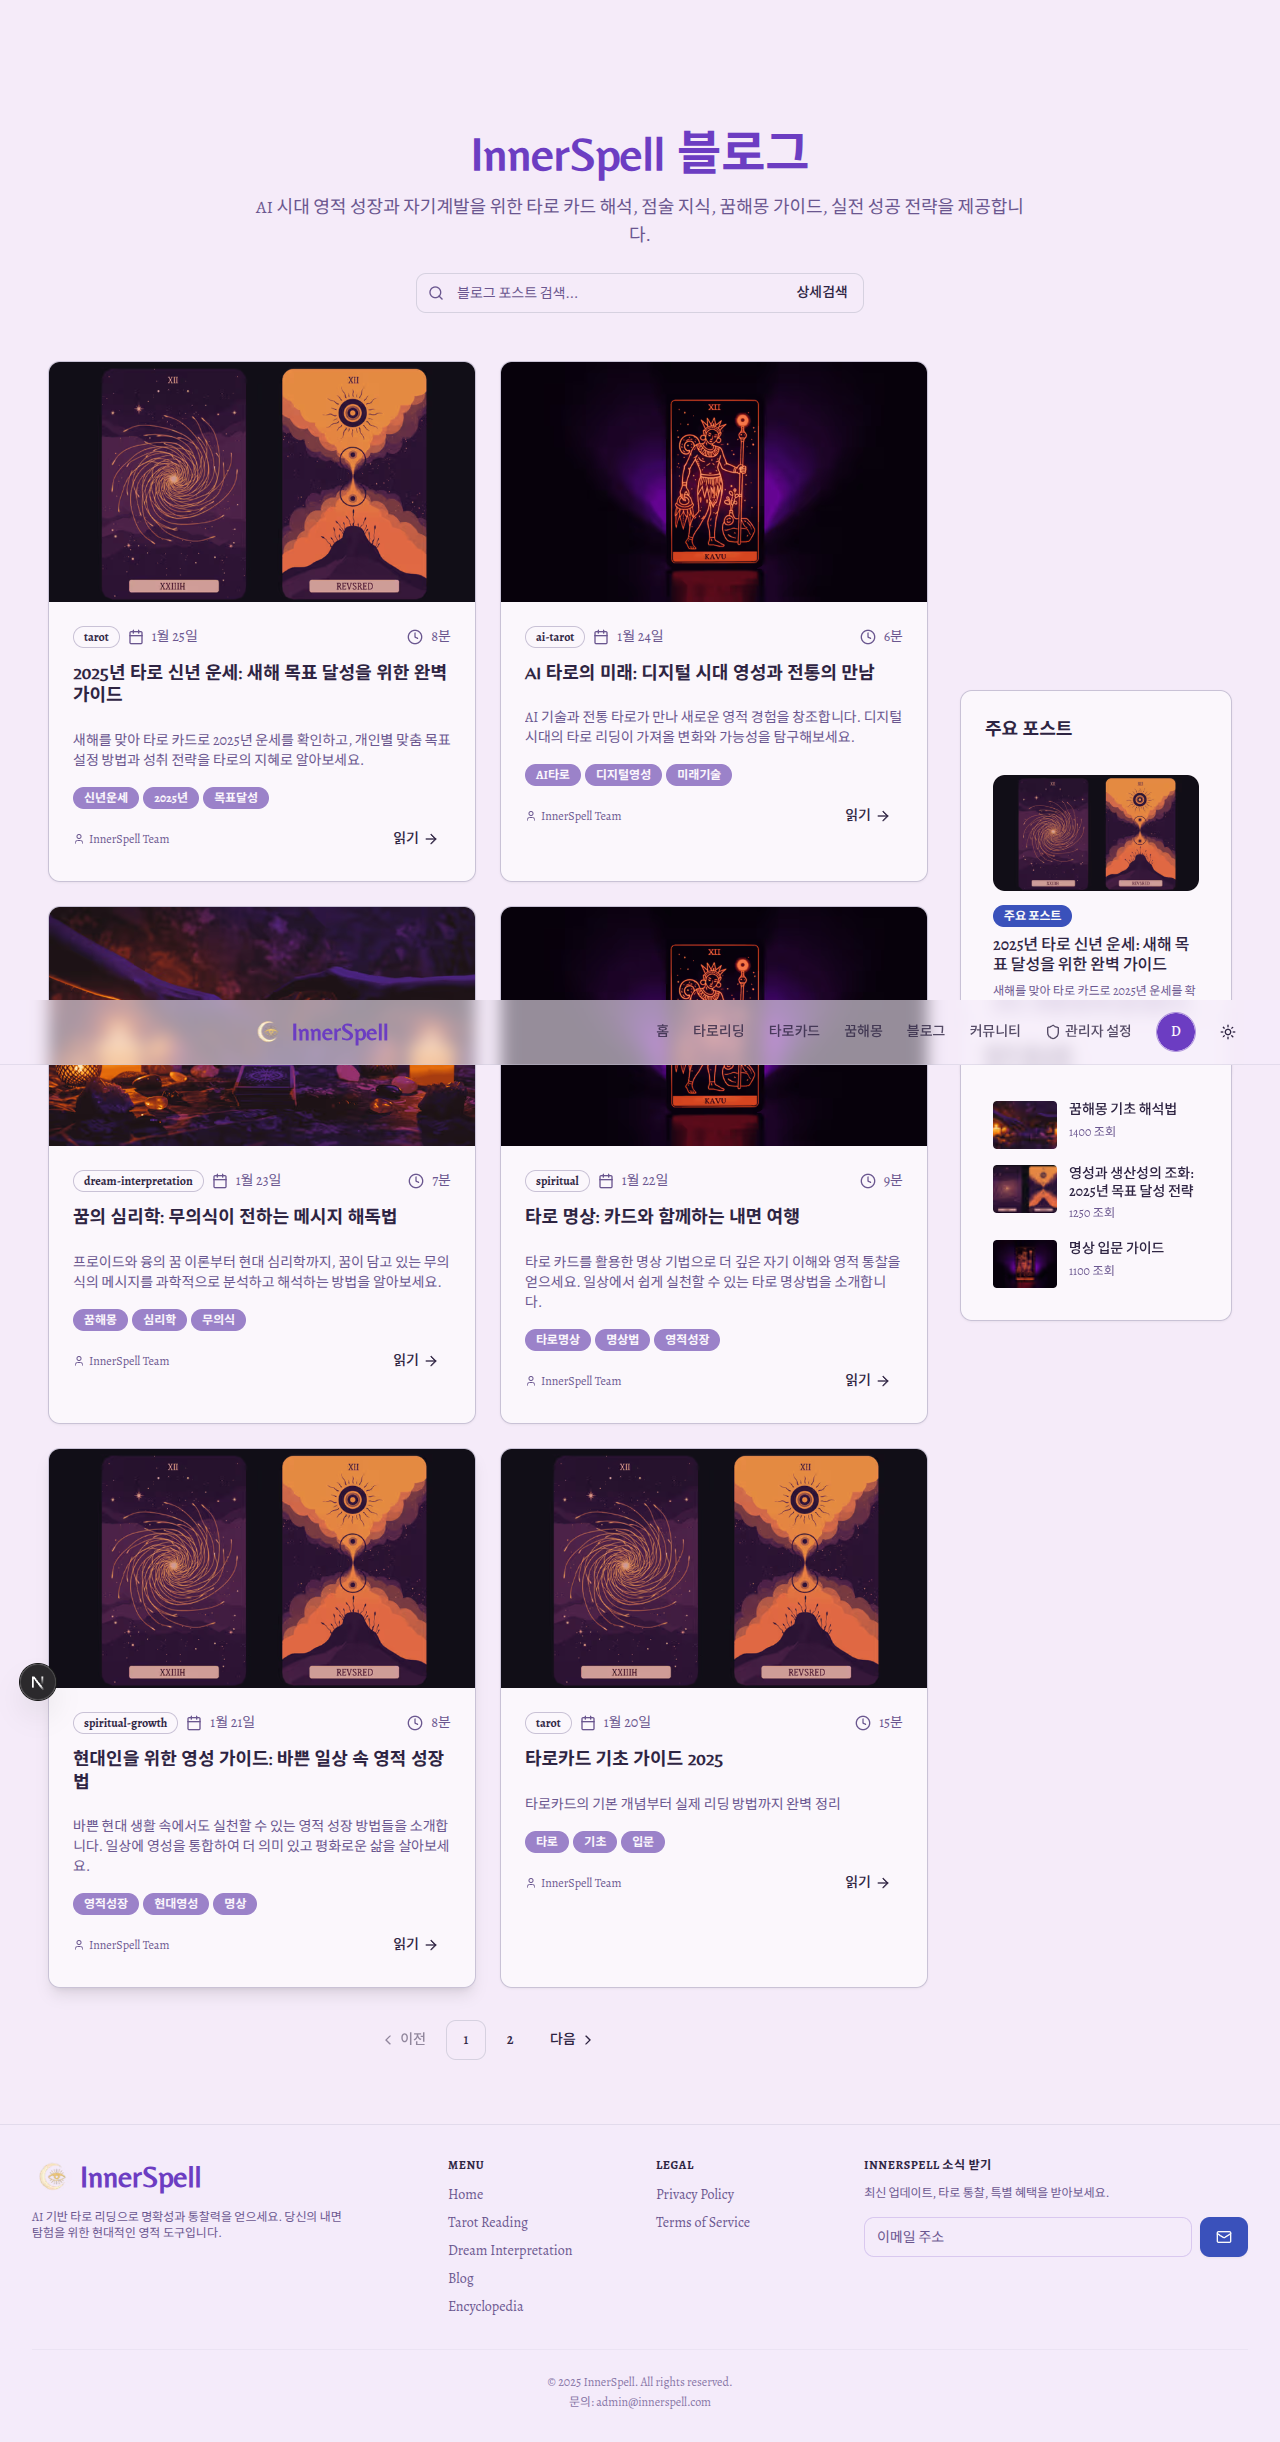 InnerSpell 블로그
AI 시대 영적 성장과 자기계발을 위한 타로 카드 해석, 점술 지식, 꿈해몽 가이드, 실전 성공 전략을 제공합니
다.
블로그 포스트 검색...
상세검색
XII
XII
XXIIIH
REVSRED
tarot
1월 25일
8분
2025년 타로 신년 운세: 새해 목표 달성을 위한 완벽
가이드
새해를 맞아 타로 카드로 2025년 운세를 확인하고, 개인별 맞춤 목표
설정 방법과 성취 전략을 타로의 지혜로 알아보세요.
신년운세
2025년
목표달성
InnerSpell Team
읽기
XII
KAVU
ai-tarot
1월 24일
6분
AI 타로의 미래: 디지털 시대 영성과 전통의 만남
AI 기술과 전통 타로가 만나 새로운 영적 경험을 창조합니다. 디지털
시대의 타로 리딩이 가져올 변화와 가능성을 탐구해보세요.
AI타로
디지털영성
미래기술
InnerSpell Team
읽기
주요 포스트
주요 포스트
2025년 타로 신년 운세: 새해 목
표 달성을 위한 완벽 가이드
새해를 맞아 타로 카드로 2025년 운세를 확
InnerSpell
홈
타로리딩
타로카드
꿈해몽
블로그
커뮤니티
관리자 설정
D
XII
KAVU
꿈해몽 기초 해석법
1400 조회
영성과 생산성의 조화:
2025년 목표 달성 전략
1250 조회
명상 입문 가이드
1100 조회
dream-interpretation
1월 23일
7분
꿈의 심리학: 무의식이 전하는 메시지 해독법
프로이드와 융의 꿈 이론부터 현대 심리학까지, 꿈이 담고 있는 무의
식의 메시지를 과학적으로 분석하고 해석하는 방법을 알아보세요.
꿈해몽
심리학
무의식
InnerSpell Team
읽기
spiritual
1월 22일
9분
타로 명상: 카드와 함께하는 내면 여행
타로 카드를 활용한 명상 기법으로 더 깊은 자기 이해와 영적 통찰을
얻으세요. 일상에서 쉽게 실천할 수 있는 타로 명상법을 소개합니
다.
타로명상
명상법
영적성장
InnerSpell Team
읽기
XII
XII
XXIIIH
REVSRED
N
spiritual-growth
1월 21일
8분
현대인을 위한 영성 가이드: 바쁜 일상 속 영적 성장
법
바쁜 현대 생활 속에서도 실천할 수 있는 영적 성장 방법들을 소개합
니다. 일상에 영성을 통합하여 더 의미 있고 평화로운 삶을 살아보세
요.
영적성장
현대영성
명상
InnerSpell Team
읽기
XII
XII
XXIIIH
REVSRED
tarot
1월 20일
15분
타로카드 기초 가이드 2025
타로카드의 기본 개념부터 실제 리딩 방법까지 완벽 정리
타로
기초
입문
InnerSpell Team
읽기
이전
1
2
다음
InnerSpell
AI 기반 타로 리딩으로 명확성과 통찰력을 얻으세요. 당신의 내면
탐험을 위한 현대적인 영적 도구입니다.
MENU
Home
Tarot Reading
Dream Interpretation
Blog
Encyclopedia
LEGAL
Privacy Policy
Terms of Service
INNERSPELL 소식 받기
최신 업데이트, 타로 통찰, 특별 혜택을 받아보세요.
이메일 주소
© 2025 InnerSpell. All rights reserved.
문의: admin@innerspell.com